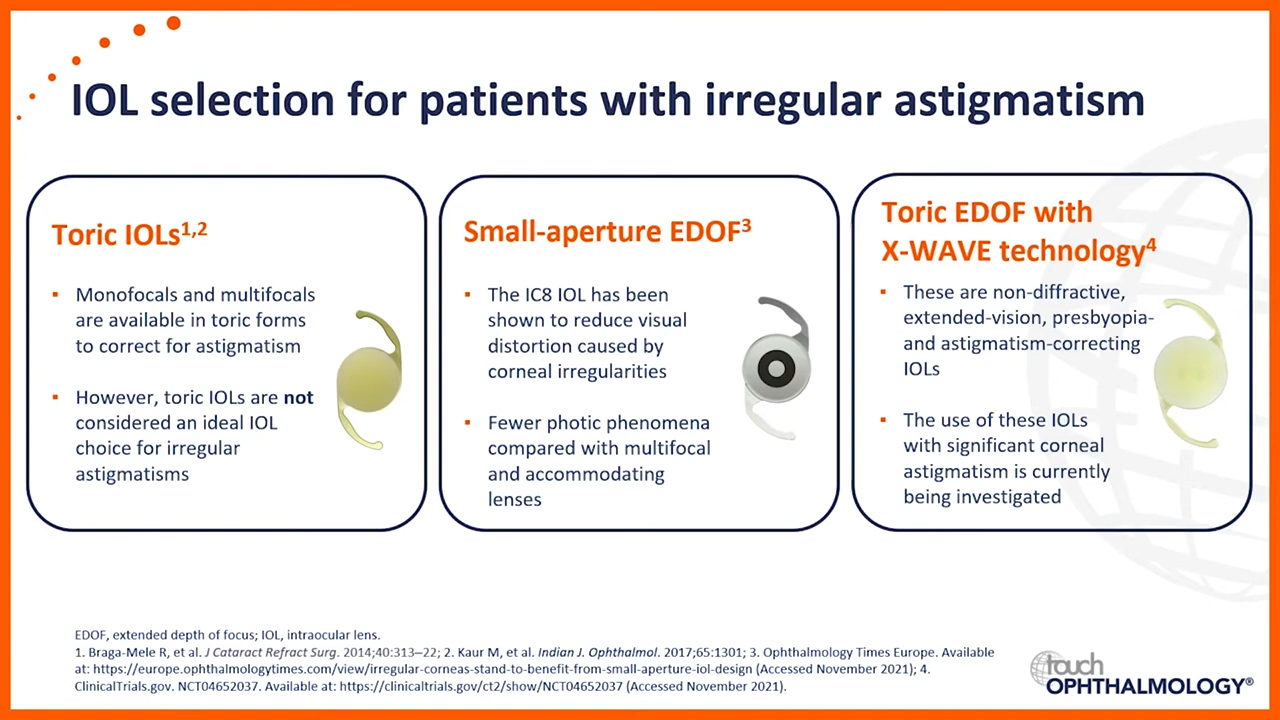 IOL selection for patients with irregular astigmatism
Toric IOLs1,2
▪ Monofocals and multifocals
are available in toric forms
to correct for astigmatism
▪ However, toric IOLs are not
considered an ideal IOL
choice for irregular
astigmatisms
Small-aperture EDOF3
▪ The IC8 IOL has been
shown to reduce visual
distortion caused by
corneal irregularities
▪ Fewer photic phenomena
compared with multifocal
and accommodating
lenses
Toric EDOF with
X-WAVE technology4
▪ These are non-diffractive,
extended-vision, presbyopia-
and astigmatism-correcting
IOLs
▪ The use of these IOLs
with significant corneal
astigmatism is currently
being investigated
EDOF, extended depth of focus; IOL, intraocular lens.
1. Braga-Mele R, et al. J Cataract Refract Surg. 2014;40:313–22; 2. Kaur M, et al. Indian J. Ophthalmol. 2017;65:1301; 3. Ophthalmology Times Europe. Available
at: https://europe.ophthalmologytimes.com/view/irregular-corneas-stand-to-benefit-from-small-aperture-iol-design (Accessed November 2021); 4.
ClinicalTrials.gov. NCT04652037. Available at: https://clinicaltrials.gov/ct2/show/NCT04652037 (Accessed November 2021).
touch
OPHTHALMOLOGY®